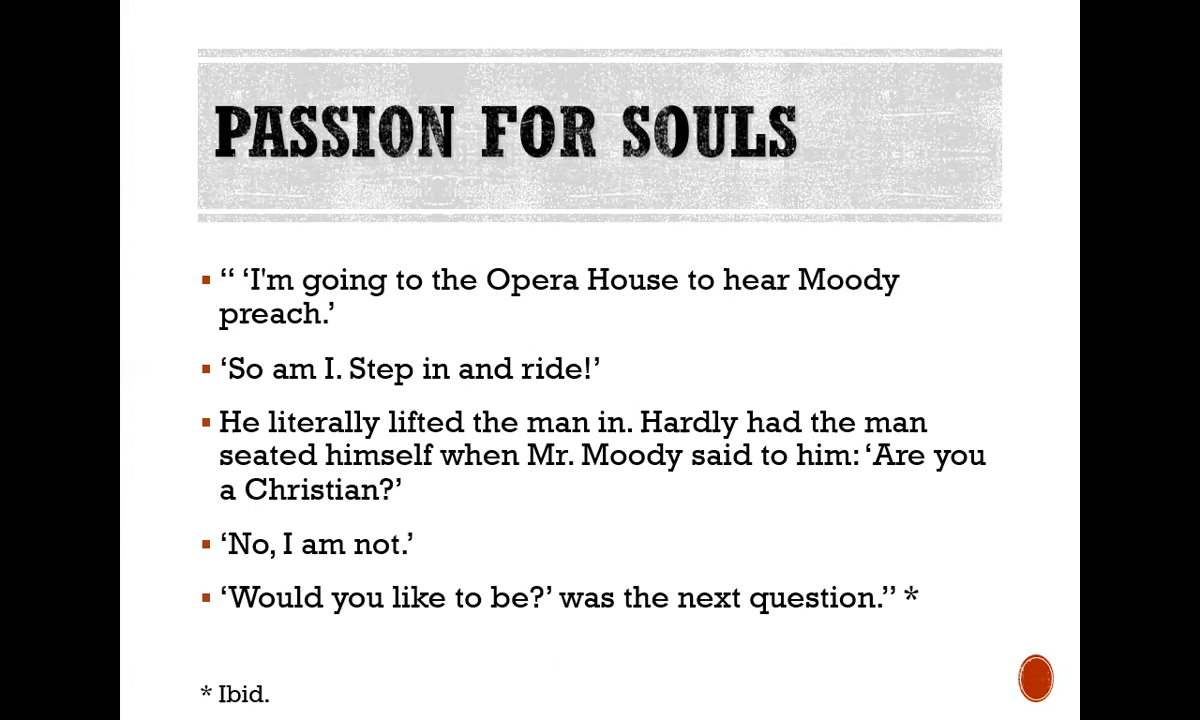 PASSION FOR SOULS
▪ “ ‘I'm going to the Opera House to hear Moody
preach.’
▪ ‘So am I. Step in and ride!’
▪ He literally lifted the man in. Hardly had the man
seated himself when Mr. Moody said to him: ‘Are you
a Christian?’
▪ ‘No, I am not.’
▪ ‘Would you like to be?’ was the next question.” *
* Ibid.